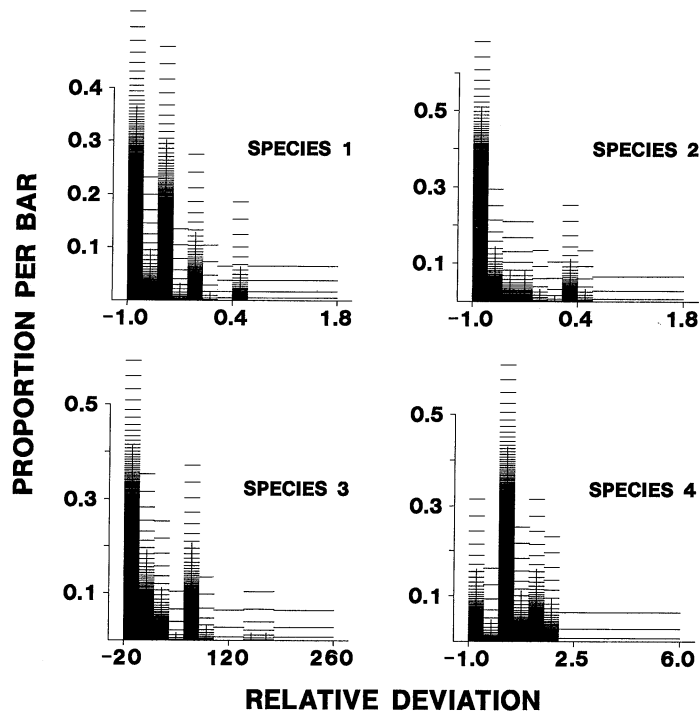 PROPORTION PER BAR
0.4
0.3
0.2
0.1
SPECIES 1
−1.0 0.4 1.8
0.5
0.3
0.1
SPECIES 2
−1.0 0.4 1.8
0.5
0.3
0.1
SPECIES 3
−20 120 260
0.5
0.3
0.1
SPECIES 4
−1.0 2.5 6.0
RELATIVE DEVIATION